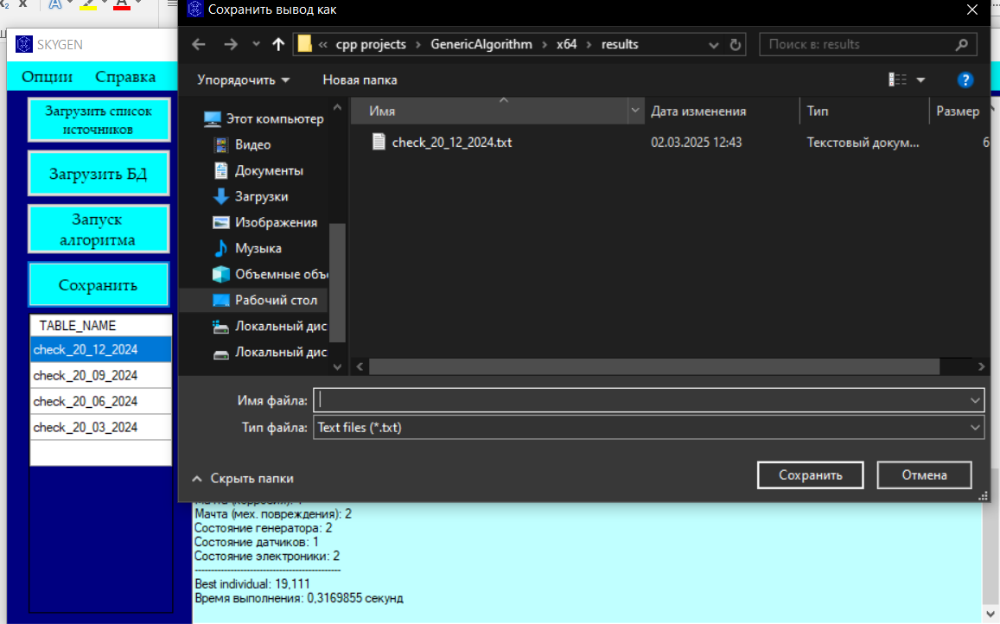 Сохранить вывод как
SKYGEN
Опции Справка
Загрузить список
источников
Загрузить БД
Запуск
алгоритма
Сохранить
TABLE_NAME
check_20_12_2024
check_20_09_2024
check_20_06_2024
check_20_03_2024
« cpp projects › GenericAlgorithm › x64 › results
Поиск в: results
Упорядочить Новая папка
Этот компьютер
Видео
Документы
Загрузки
Изображения
Музыка
Объемные объ
Рабочий стол
Локальный дис
Локальный дис
Имя Дата изменения Тип Размер
check_20_12_2024.txt 02.03.2025 12:43 Текстовый докум... 6
Имя файла:
Тип файла: Text files (*.txt)
Скрыть папки
Сохранить Отмена
Мачта (мех. повреждения): 2
Состояние генератора: 2
Состояние датчиков: 1
Состояние электроники: 2
--------------------------------------------
Best individual: 19,111
Время выполнения: 0,3169855 секунд